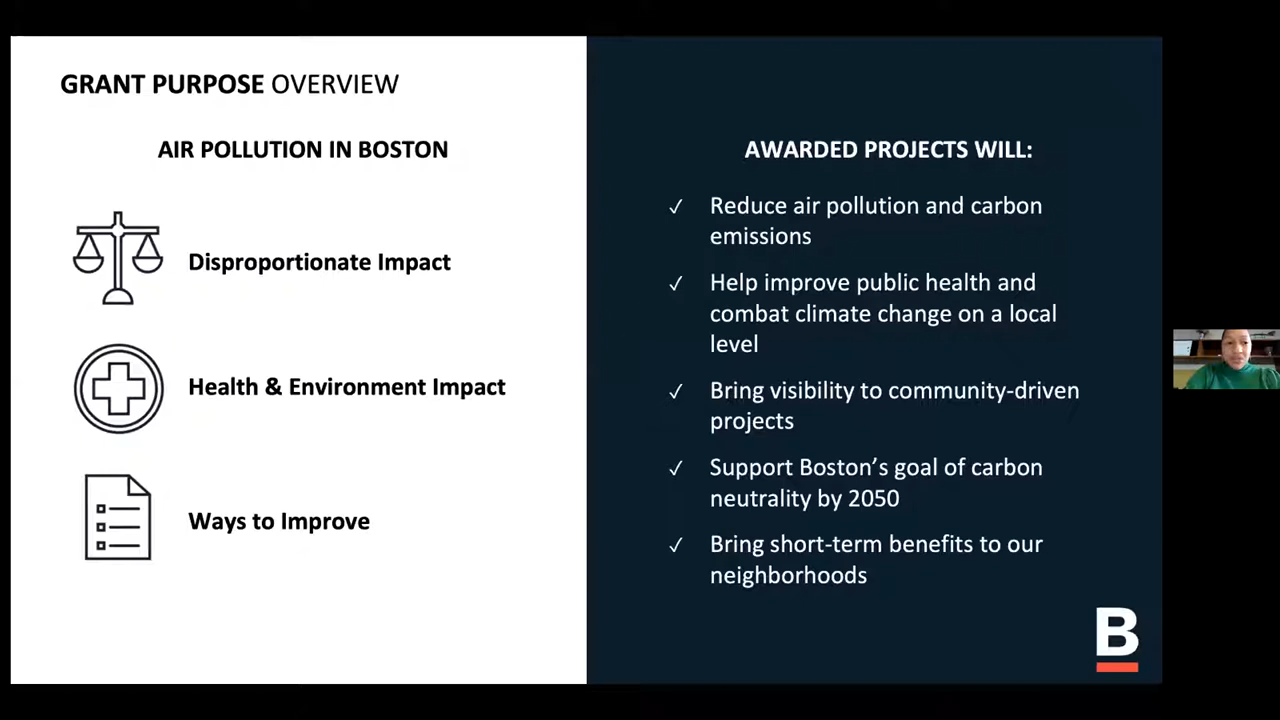 GRANT PURPOSE OVERVIEW
AIR POLLUTION IN BOSTON
Disproportionate Impact
Health & Environment Impact
Ways to Improve
AWARDED PROJECTS WILL:
✓ Reduce air pollution and carbon
emissions
✓ Help improve public health and
combat climate change on a local
level
✓ Bring visibility to community-driven
projects
✓ Support Boston’s goal of carbon
neutrality by 2050
✓ Bring short-term benefits to our
neighborhoods
B